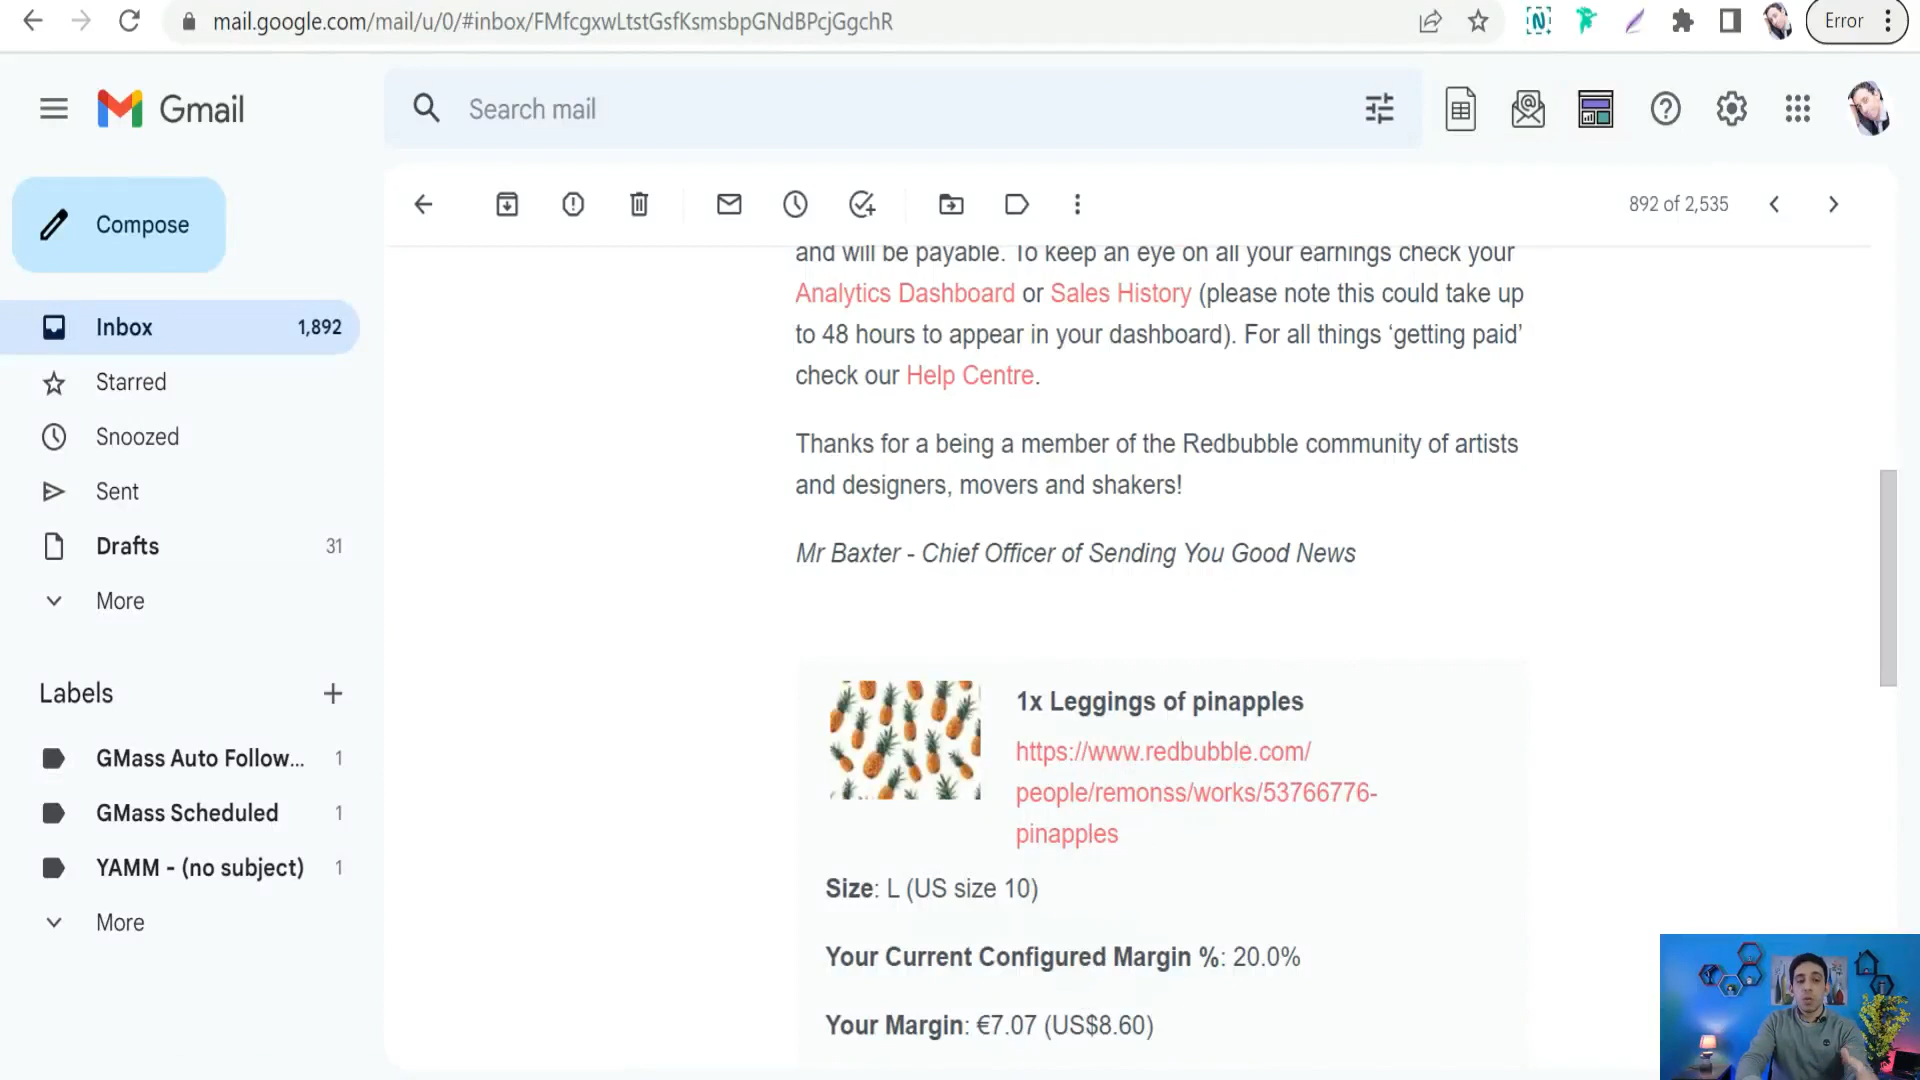 mail.google.com/mail/u/0/#inbox/FMfcgxwLtstGsfKsmsbpGNdBPcjGgchR
Error
Gmail
Search mail
Compose
892 of 2,535
Inbox 1,892
Starred
Snoozed
Sent
Drafts 31
More
Labels
GMass Auto Follow... 1
GMass Scheduled 1
YAMM - (no subject) 1
More
and will be payable. To keep an eye on all your earnings check your
Analytics Dashboard or Sales History (please note this could take up
to 48 hours to appear in your dashboard). For all things ‘getting paid’
check our Help Centre.
Thanks for a being a member of the Redbubble community of artists
and designers, movers and shakers!
Mr Baxter - Chief Officer of Sending You Good News
1x Leggings of pinapples
https://www.redbubble.com/
people/remonss/works/53766776-
pinapples
Size: L (US size 10)
Your Current Configured Margin %: 20.0%
Your Margin: €7.07 (US$8.60)